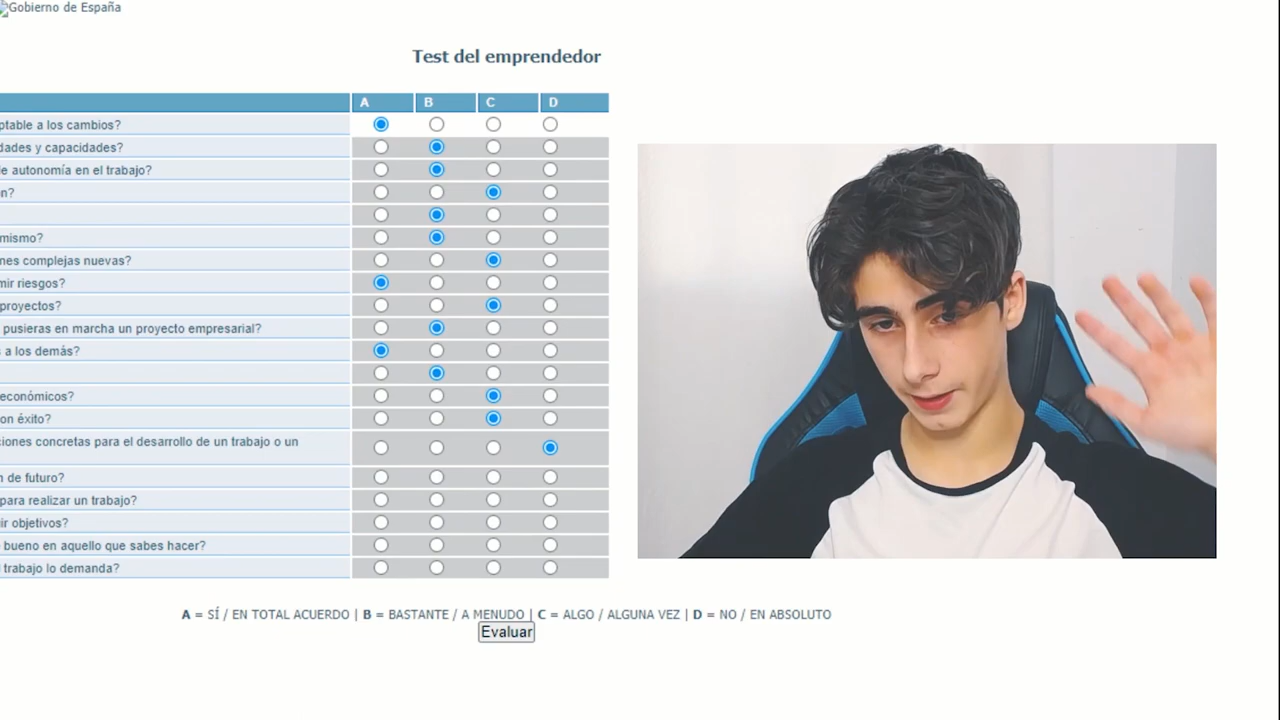 Gobierno de España
Test del emprendedor
A B C D
ptable a los cambios?
dades y capacidades?
le autonomía en el trabajo?
n?
mismo?
nes complejas nuevas?
mir riesgos?
proyectos?
pusieras en marcha un proyecto empresarial?
s a los demás?
económicos?
on éxito?
ciones concretas para el desarrollo de un trabajo o un
n de futuro?
para realizar un trabajo?
ir objetivos?
bueno en aquello que sabes hacer?
trabajo lo demanda?
A = SÍ / EN TOTAL ACUERDO | B = BASTANTE / A MENUDO | C = ALGO / ALGUNA VEZ | D = NO / EN ABSOLUTO
Evaluar